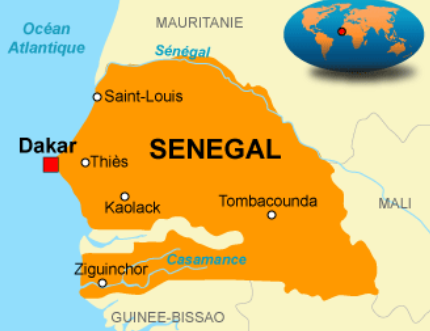 Océan
Atlantique
MAURITANIE
Sénégal
Saint-Louis
Dakar
Thiès
SENEGAL
Kaolack
Tombacounda
MALI
Casamance
Ziguinchor
GUINEE-BISSAO